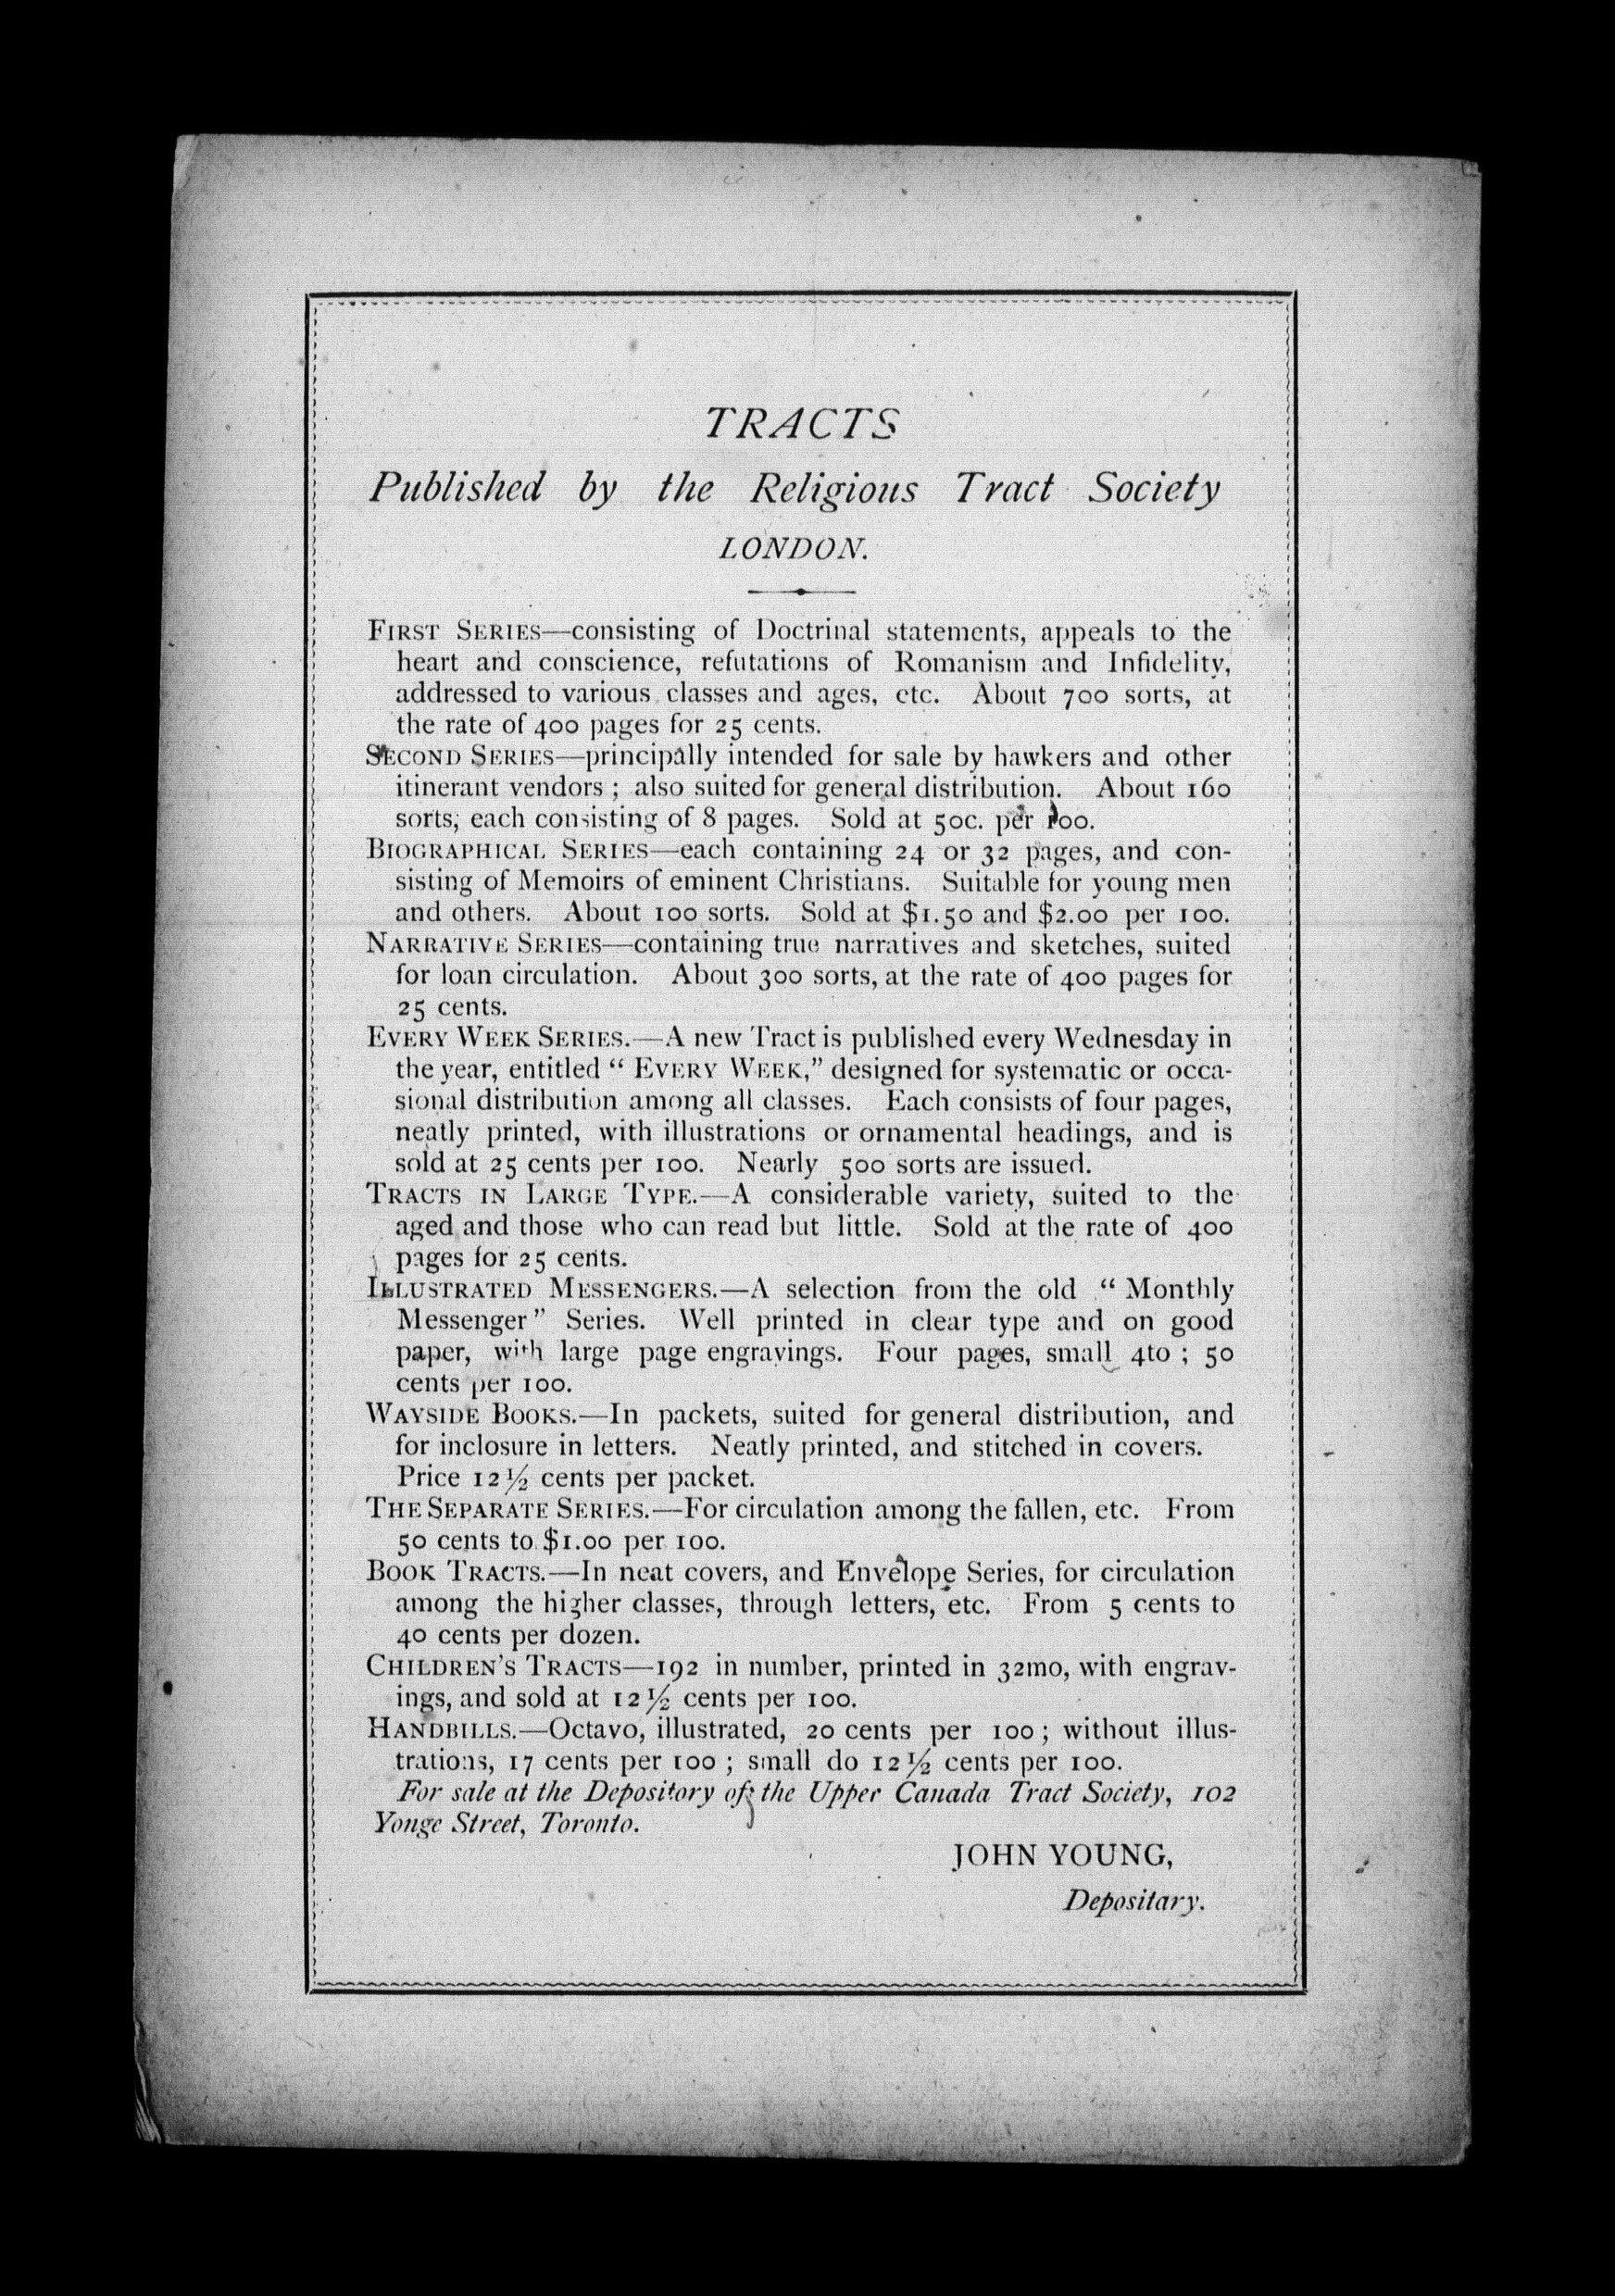 TRACTS
Published by the Religious Tract Society
LONDON.
FIRST SERIES—consisting of Doctrinal statements, appeals to the
heart and conscience, refutations of Romanism and Infidelity,
addressed to various classes and ages, etc. About 700 sorts, at
the rate of 400 pages for 25 cents.
SECOND SERIES—principally intended for sale by hawkers and other
itinerant vendors ; also suited for general distribution. About 160
sorts, each consisting of 8 pages. Sold at 50c. per 100.
BIOGRAPHICAL SERIES—each containing 24 or 32 pages, and con-
sisting of Memoirs of eminent Christians. Suitable for young men
and others. About 100 sorts. Sold at $1.50 and $2.00 per 100.
NARRATIVE SERIES—containing true narratives and sketches, suited
for loan circulation. About 300 sorts, at the rate of 400 pages for
25 cents.
EVERY WEEK SERIES.—A new Tract is published every Wednesday in
the year, entitled “ EVERY WEEK,” designed for systematic or occa-
sional distribution among all classes. Each consists of four pages,
neatly printed, with illustrations or ornamental headings, and is
sold at 25 cents per 100. Nearly 500 sorts are issued.
TRACTS IN LARGE TYPE.—A considerable variety, suited to the
aged and those who can read but little. Sold at the rate of 400
pages for 25 cents.
ILLUSTRATED MESSENGERS.—A selection from the old “ Monthly
Messenger ” Series. Well printed in clear type and on good
paper, with large page engravings. Four pages, small 4to ; 50
cents per 100.
WAYSIDE BOOKS.—In packets, suited for general distribution, and
for inclosure in letters. Neatly printed, and stitched in covers.
Price 12½ cents per packet.
THE SEPARATE SERIES.—For circulation among the fallen, etc. From
50 cents to $1.00 per 100.
BOOK TRACTS.—In neat covers, and Envelope Series, for circulation
among the higher classes, through letters, etc. From 5 cents to
40 cents per dozen.
CHILDREN’S TRACTS—192 in number, printed in 32mo, with engrav-
ings, and sold at 12½ cents per 100.
HANDBILLS.—Octavo, illustrated, 20 cents per 100 ; without illus-
trations, 17 cents per 100 ; small do 12½ cents per 100.
For sale at the Depository of the Upper Canada Tract Society, 102
Yonge Street, Toronto.
JOHN YOUNG,
Depositary.